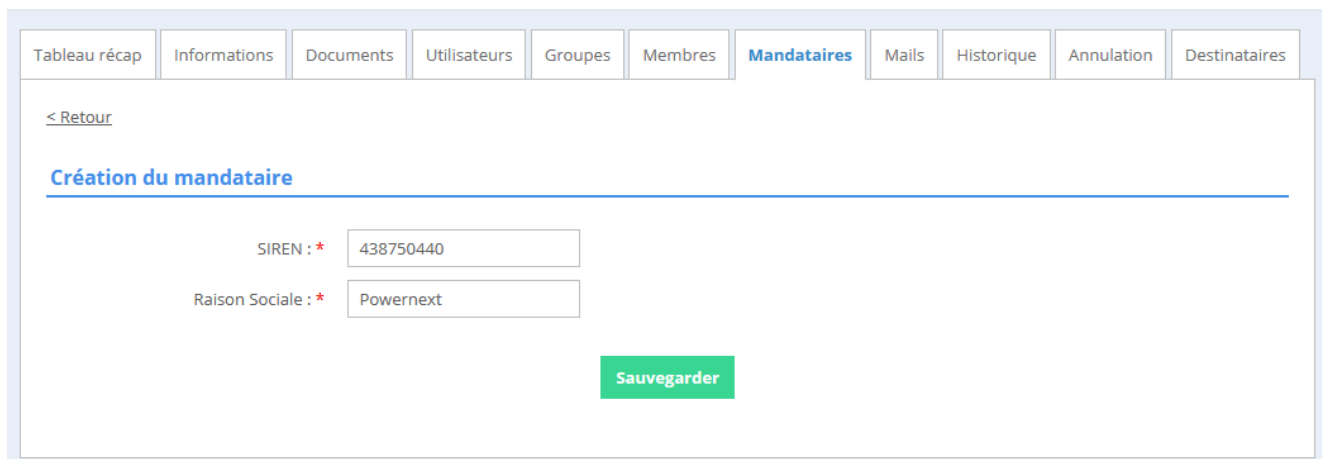 Tableau récap Informations Documents Utilisateurs Groupes Membres Mandataires Mails Historique Annulation Destinataires
< Retour
Création du mandataire
SIREN : * 438750440
Raison Sociale : * Powernext
Sauvegarder